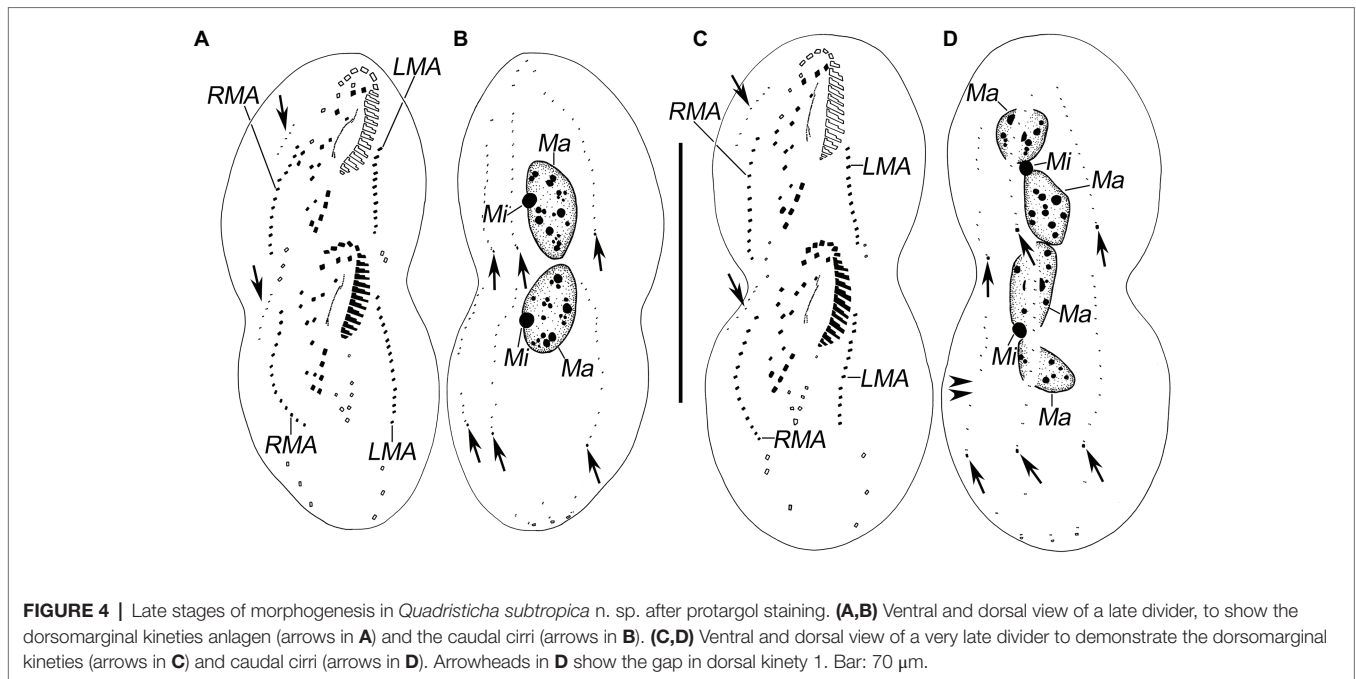 A B C D
LMA
RMA
Ma
Mi
Mi
Ma
RMA
LMA
RMA
LMA
LMA
RMA
Ma
Mi
Ma
Ma
Mi
Ma
FIGURE 4 | Late stages of morphogenesis in Quadristicha subtropica n. sp. after protargol staining. (A,B) Ventral and dorsal view of a late divider, to show the
dorsomarginal kineties anlagen (arrows in A) and the caudal cirri (arrows in B). (C,D) Ventral and dorsal view of a very late divider to demonstrate the dorsomarginal
kineties (arrows in C) and caudal cirri (arrows in D). Arrowheads in D show the gap in dorsal kinety 1. Bar: 70 μm.